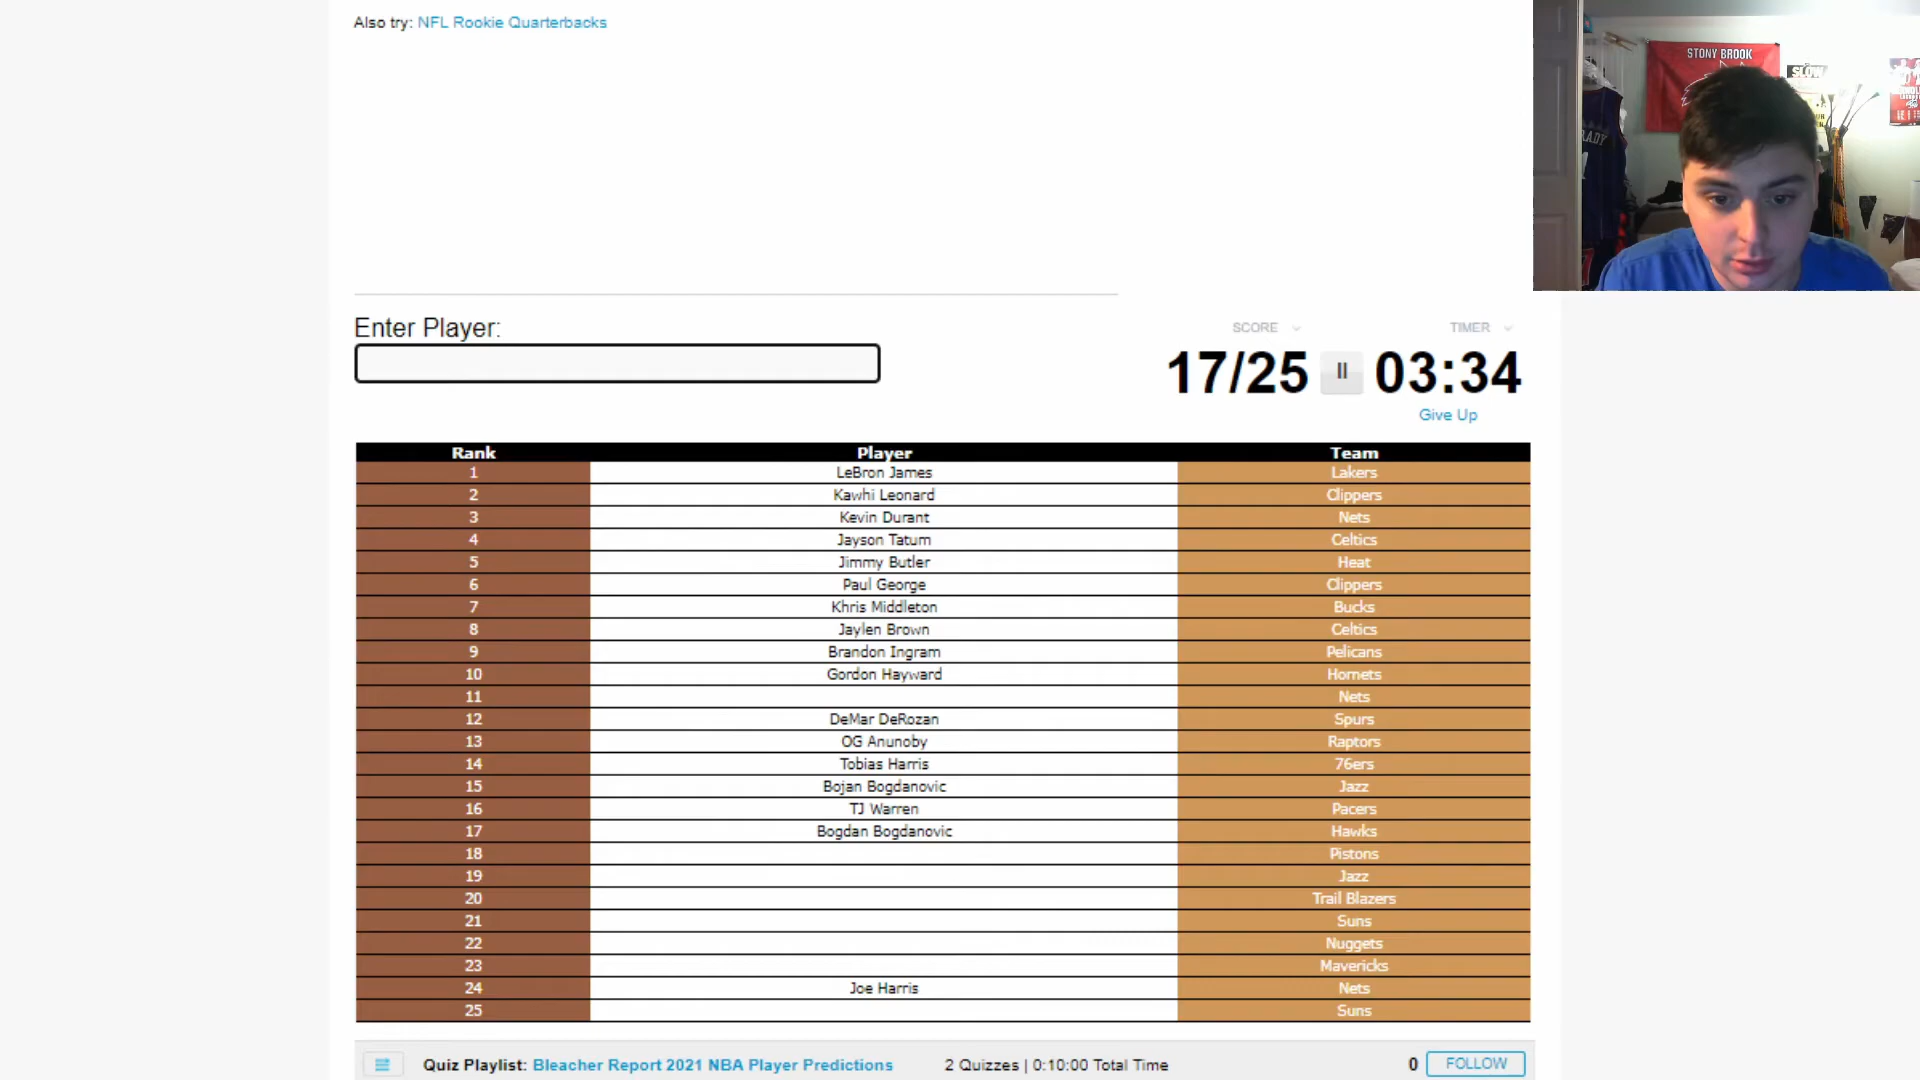 Also try: NFL Rookie Quarterbacks
STONY BROOK
SLOW
RADY
Enter Player:
SCORE
TIMER
17/25
03:34
Give Up
Rank Player Team
1 LeBron James Lakers
2 Kawhi Leonard Clippers
3 Kevin Durant Nets
4 Jayson Tatum Celtics
5 Jimmy Butler Heat
6 Paul George Clippers
7 Khris Middleton Bucks
8 Jaylen Brown Celtics
9 Brandon Ingram Pelicans
10 Gordon Hayward Hornets
11 Nets
12 DeMar DeRozan Spurs
13 OG Anunoby Raptors
14 Tobias Harris 76ers
15 Bojan Bogdanovic Jazz
16 TJ Warren Pacers
17 Bogdan Bogdanovic Hawks
18 Pistons
19 Jazz
20 Trail Blazers
21 Suns
22 Nuggets
23 Mavericks
24 Joe Harris Nets
25 Suns
Quiz Playlist: Bleacher Report 2021 NBA Player Predictions 2 Quizzes | 0:10:00 Total Time 0 FOLLOW